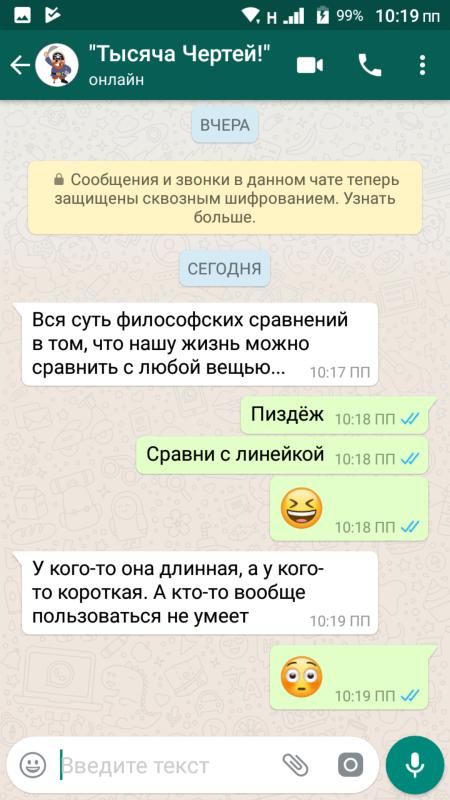 H 99% 10:19 пп
"Тысяча Чертей!"
онлайн
ВЧЕРА
Сообщения и звонки в данном чате теперь
защищены сквозным шифрованием. Узнать
больше.
СЕГОДНЯ
Вся суть философских сравнений
в том, что нашу жизнь можно
сравнить с любой вещью... 10:17 ПП
Пиздёж 10:18 ПП
Сравни с линейкой 10:18 ПП
😆
10:18 ПП
У кого-то она длинная, а у кого-
то короткая. А кто-то вообще
пользоваться не умеет 10:19 ПП
😳
10:19 ПП
Введите текст